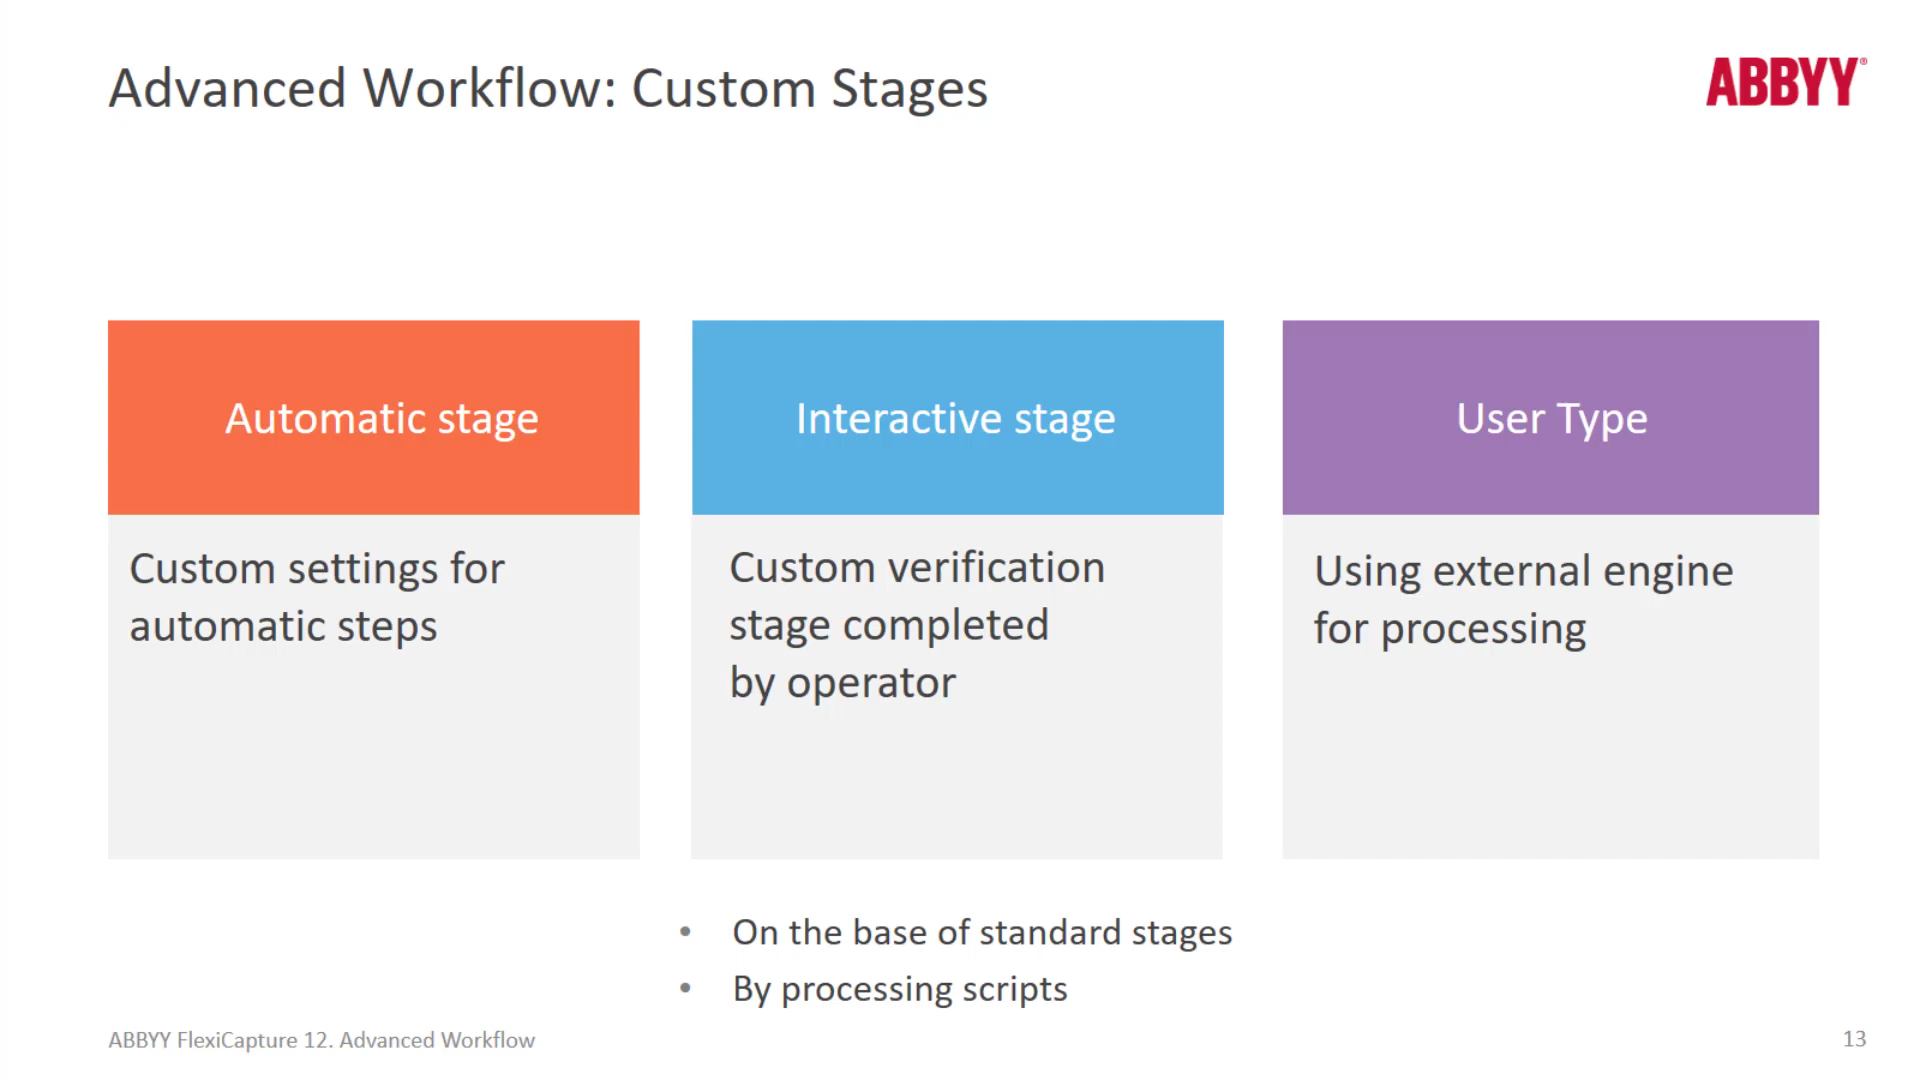 Advanced Workflow: Custom Stages
ABBYY®
Automatic stage
Custom settings for
automatic steps
Interactive stage
Custom verification
stage completed
by operator
User Type
Using external engine
for processing
• On the base of standard stages
• By processing scripts
ABBYY FlexiCapture 12. Advanced Workflow
13